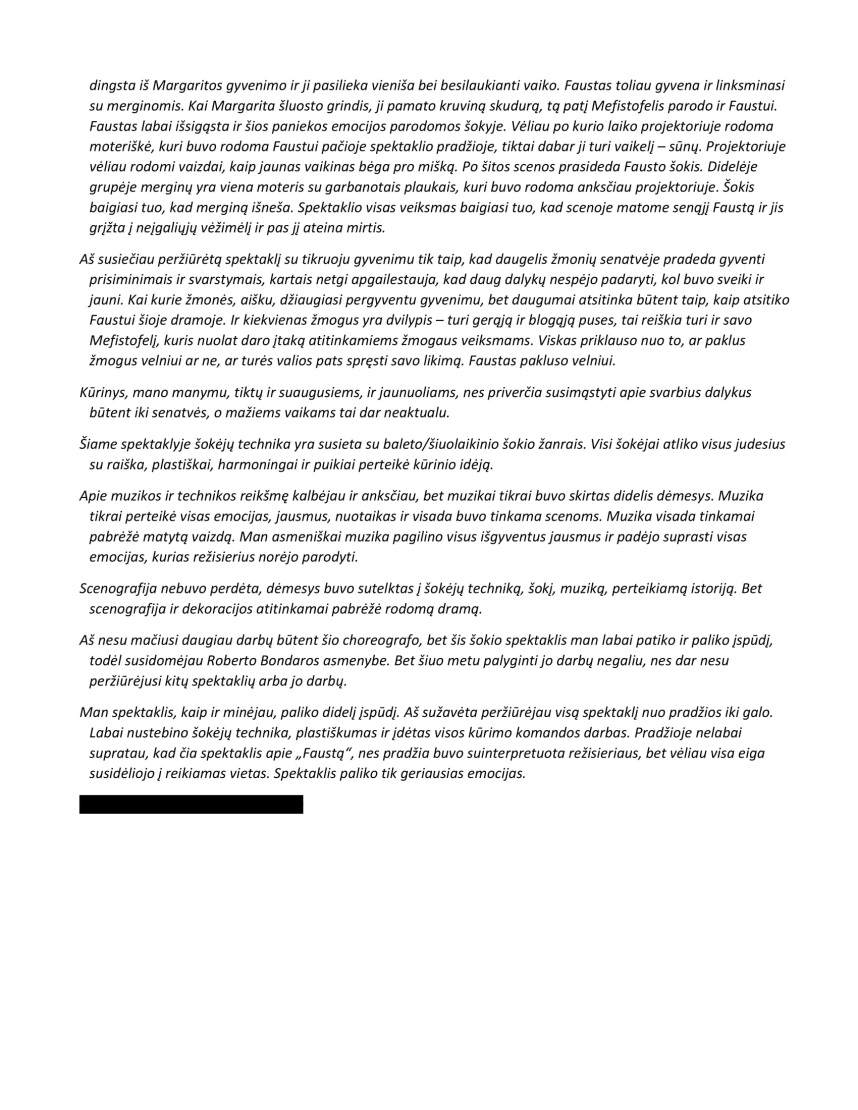 dingsta iš Margaritos gyvenimo ir ji pasilieka vieniša bei besilaukianti vaiko. Faustas toliau gyvena ir linksminasi
su merginomis. Kai Margarita šluosto grindis, ji pamato kruviną skudurą, tą patį Mefistofelis parodo ir Faustui.
Faustas labai išsigąsta ir šios paniekos emocijos parodomos šokyje. Vėliau po kurio laiko projektoriuje rodoma
moteriškė, kuri buvo rodoma Faustui pačioje spektaklio pradžioje, tiktai dabar ji turi vaikelį – sūnų. Projektoriuje
vėliau rodomi vaizdai, kaip jaunas vaikinas bėga pro mišką. Po šitos scenos prasideda Fausto šokis. Didelėje
grupėje merginų yra viena moteris su garbanotais plaukais, kuri buvo rodoma anksčiau projektoriuje. Šokis
baigiasi tuo, kad merginą išneša. Spektaklio visas veiksmas baigiasi tuo, kad scenoje matome senąjį Faustą ir jis
grįžta į neįgaliųjų vėžimėlį ir pas jį ateina mirtis.
Aš susiečiau peržiūrėtą spektaklį su tikruoju gyvenimu tik taip, kad daugelis žmonių senatvėje pradeda gyventi
prisiminimais ir svarstymais, kartais netgi apgailestauja, kad daug dalykų nespėjo padaryti, kol buvo sveiki ir
jauni. Kai kurie žmonės, aišku, džiaugiasi pergyventu gyvenimu, bet daugumai atsitinka būtent taip, kaip atsitiko
Faustui šioje dramoje. Ir kiekvienas žmogus yra dvilypis – turi gerąją ir blogąją puses, tai reiškia turi ir savo
Mefistofelį, kuris nuolat daro įtaką atitinkamiems žmogaus veiksmams. Viskas priklauso nuo to, ar paklus
žmogus velniui ar ne, ar turės valios pats spręsti savo likimą. Faustas pakluso velniui.
Kūrinys, mano manymu, tiktų ir suaugusiems, ir jaunuoliams, nes priverčia susimąstyti apie svarbius dalykus
būtent iki senatvės, o mažiems vaikams tai dar neaktualu.
Šiame spektaklyje šokėjų technika yra susieta su baleto/šiuolaikinio šokio žanrais. Visi šokėjai atliko visus judesius
su raiška, plastiškai, harmoningai ir puikiai perteikė kūrinio idėją.
Apie muzikos ir technikos reikšmę kalbėjau ir anksčiau, bet muzikai tikrai buvo skirtas didelis dėmesys. Muzika
tikrai perteikė visas emocijas, jausmus, nuotaikas ir visada buvo tinkama scenoms. Muzika visada tinkamai
pabrėžė matytą vaizdą. Man asmeniškai muzika pagilino visus išgyventus jausmus ir padėjo suprasti visas
emocijas, kurias režisierius norėjo parodyti.
Scenografija nebuvo perdėta, dėmesys buvo sutelktas į šokėjų techniką, šokį, muziką, perteikiamą istoriją. Bet
scenografija ir dekoracijos atitinkamai pabrėžė rodomą dramą.
Aš nesu mačiusi daugiau darbų būtent šio choreografo, bet šis šokio spektaklis man labai patiko ir paliko įspūdį,
todėl susidomėjau Roberto Bondaros asmenybe. Bet šiuo metu palyginti jo darbų negaliu, nes dar nesu
peržiūrėjusi kitų spektaklių arba jo darbų.
Man spektaklis, kaip ir minėjau, paliko didelį įspūdį. Aš sužavėta peržiūrėjau visą spektaklį nuo pradžios iki galo.
Labai nustebino šokėjų technika, plastiškumas ir įdėtas visos kūrimo komandos darbas. Pradžioje nelabai
supratau, kad čia spektaklis apie „Faustą“, nes pradžia buvo suinterpretuota režisieriaus, bet vėliau visa eiga
susidėliojo į reikiamas vietas. Spektaklis paliko tik geriausias emocijas.